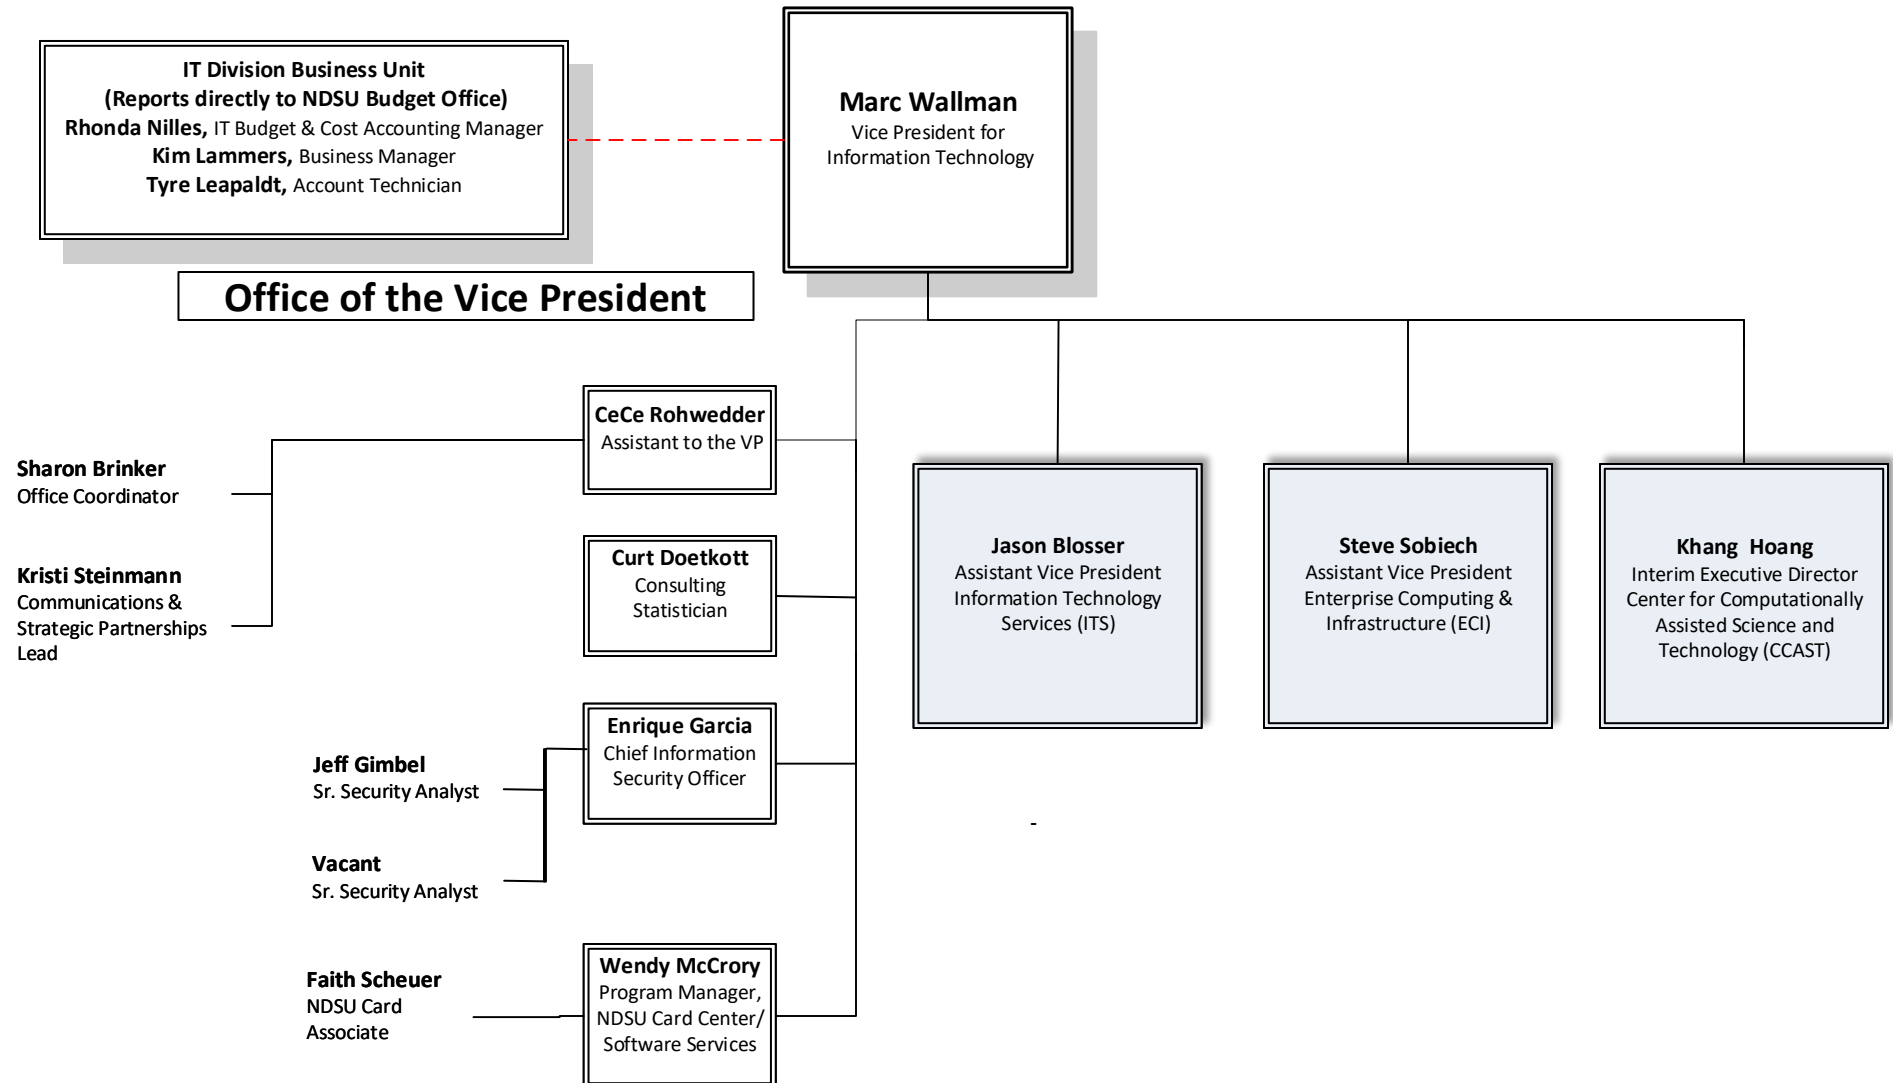 IT Division Business Unit
(Reports directly to NDSU Budget Office)
Rhonda Nilles, IT Budget & Cost Accounting Manager
Kim Lammers, Business Manager
Tyre Leapaldt, Account Technician
Marc Wallman
Vice President for
Information Technology
Office of the Vice President
CeCe Rohwedder
Assistant to the VP
Sharon Brinker
Office Coordinator
Kristi Steinmann
Communications &
Strategic Partnerships
Lead
Curt Doetkott
Consulting
Statistician
Enrique Garcia
Chief Information
Security Officer
Jeff Gimbel
Sr. Security Analyst
Vacant
Sr. Security Analyst
Wendy McCrory
Program Manager,
NDSU Card Center/
Software Services
Faith Scheuer
NDSU Card
Associate
Jason Blosser
Assistant Vice President
Information Technology
Services (ITS)
Steve Sobiech
Assistant Vice President
Enterprise Computing &
Infrastructure (ECI)
Khang Hoang
Interim Executive Director
Center for Computationally
Assisted Science and
Technology (CCAST)
-